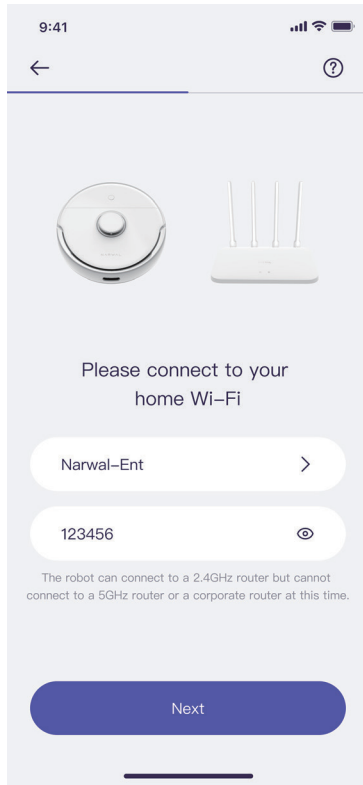 9:41
Please connect to your
home Wi–Fi
Narwal–Ent
123456
The robot can connect to a 2.4GHz router but cannot
connect to a 5GHz router or a corporate router at this time.
Next